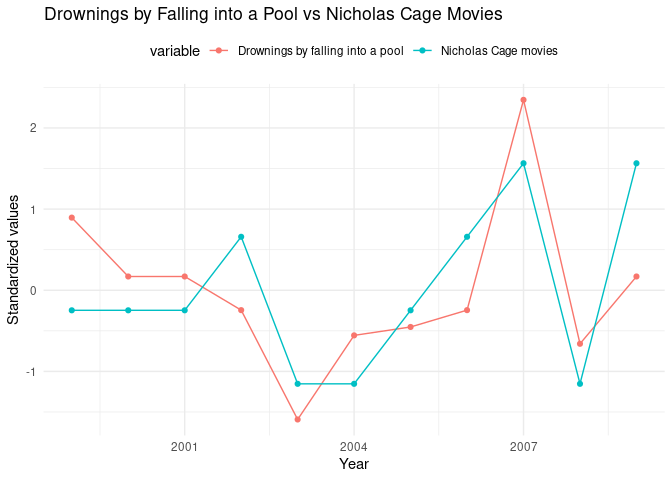 Drownings by Falling into a Pool vs Nicholas Cage Movies
variable Drownings by falling into a pool Nicholas Cage movies
2
1
0
-1
Standardized values
2001 2004 2007
Year